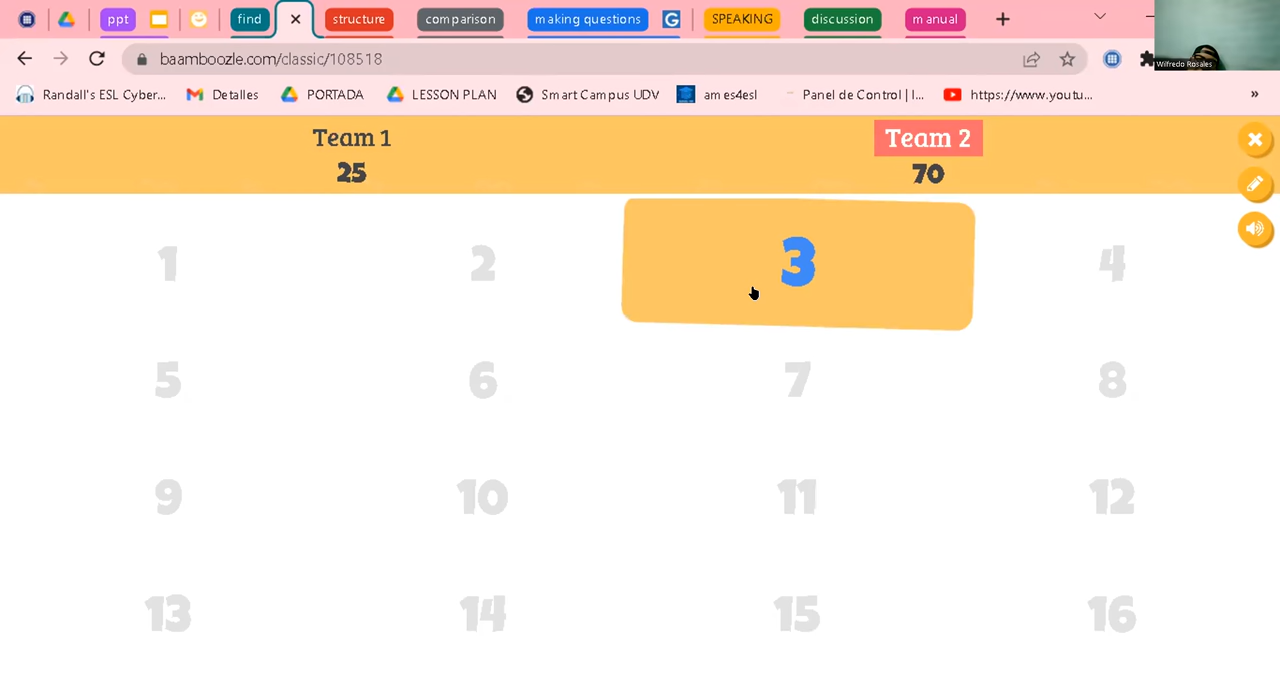 ppt find structure comparison making questions SPEAKING discussion manual
baamboozle.com/classic/108518
Wilfredo Rosales
Randall's ESL Cyber... Detalles PORTADA LESSON PLAN Smart Campus UDV ames4esl Panel de Control | I... https://www.youtu... »
Team 1 Team 2
25 70
1 2 3 4
5 6 7 8
9 10 11 12
13 14 15 16